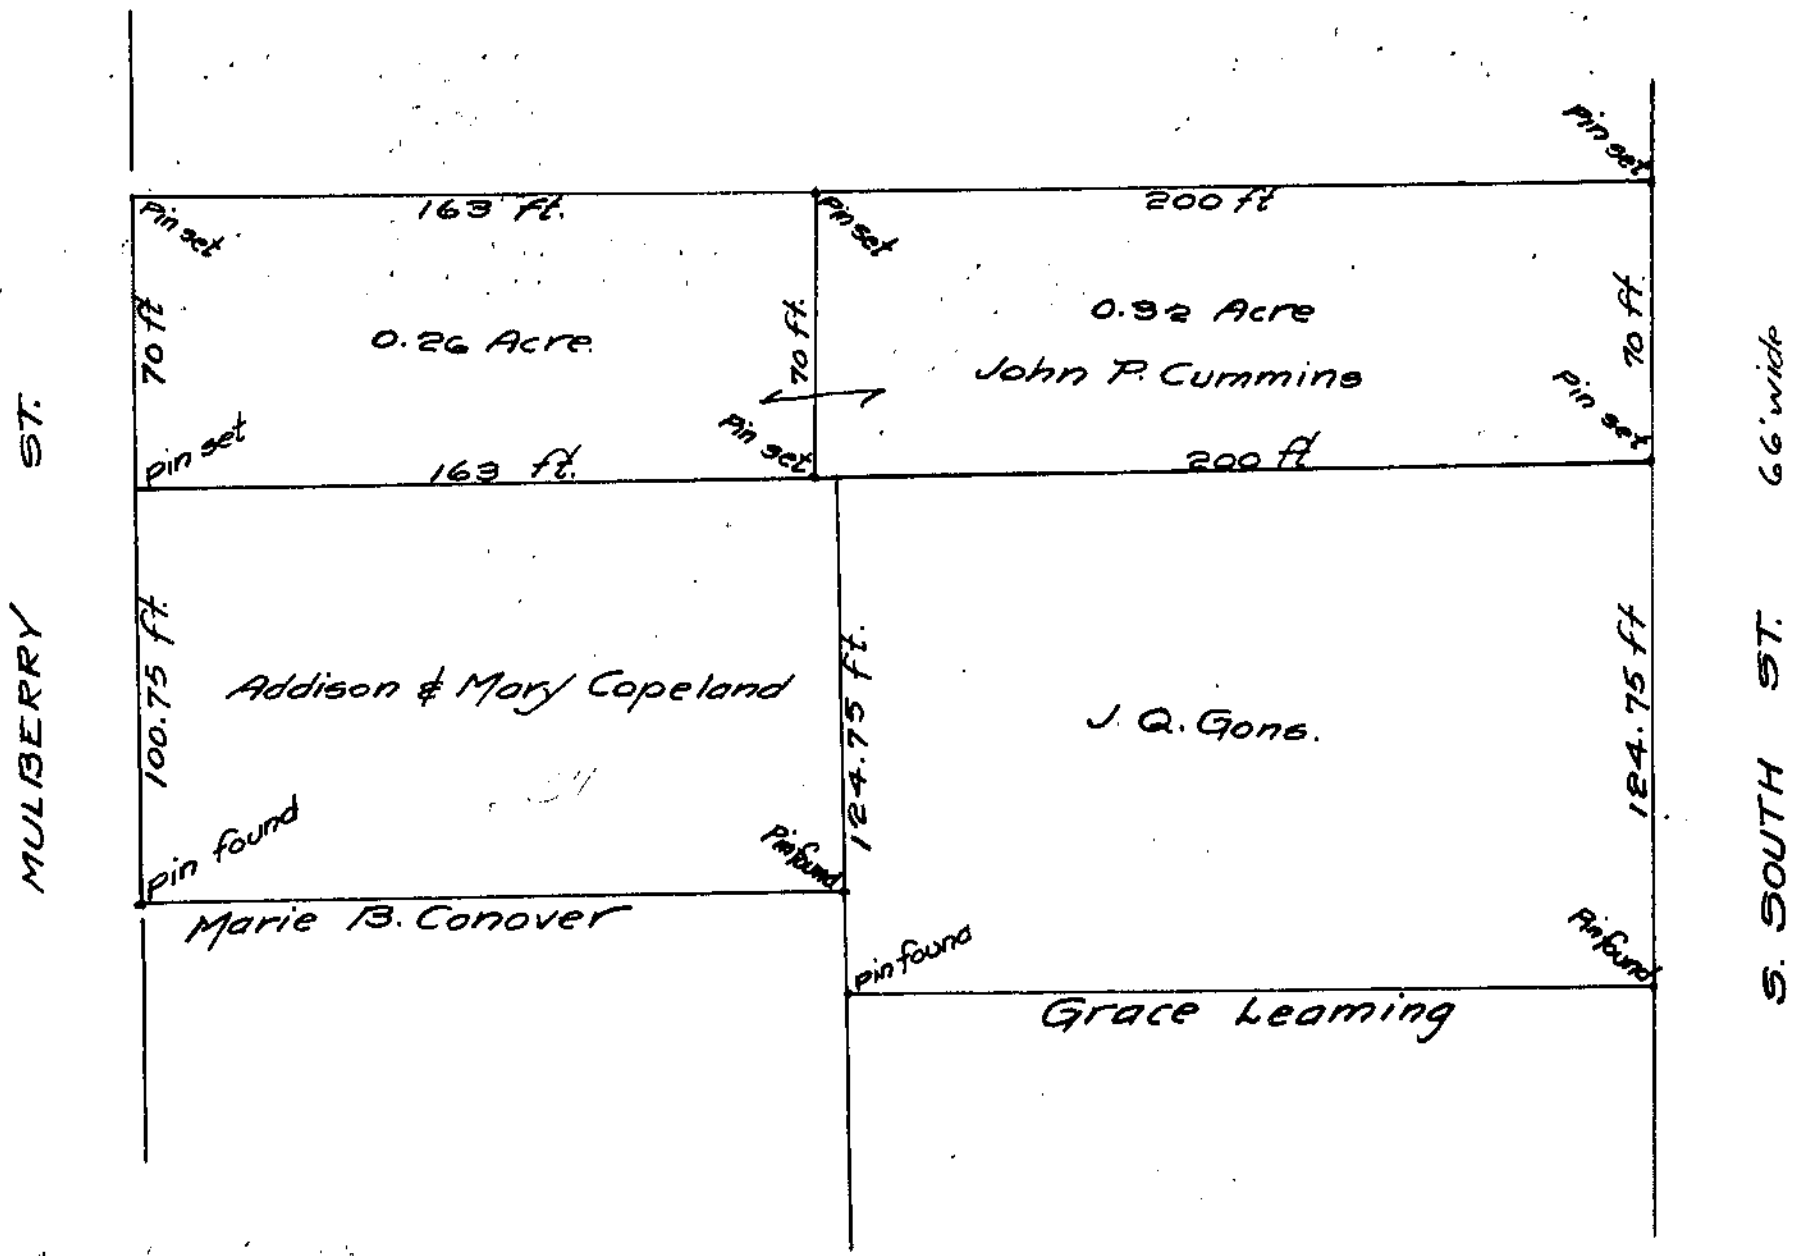 Pin set
163 ft.
200 ft
Pin set
Pin set
70 ft
0.26 Acre.
70 ft.
0.32 Acre
John P. Cummins
70 ft.
66' wide
Pin set
Pin set
Pin set
163 ft.
200 ft
MULBERRY ST.
100.75 ft.
Addison & Mary Copeland
124.75 ft.
J. Q. Gons.
124.75 ft
S. SOUTH ST.
Pin found
Pin found
Marie B. Conover
Pin found
Pin found
Grace Leaming